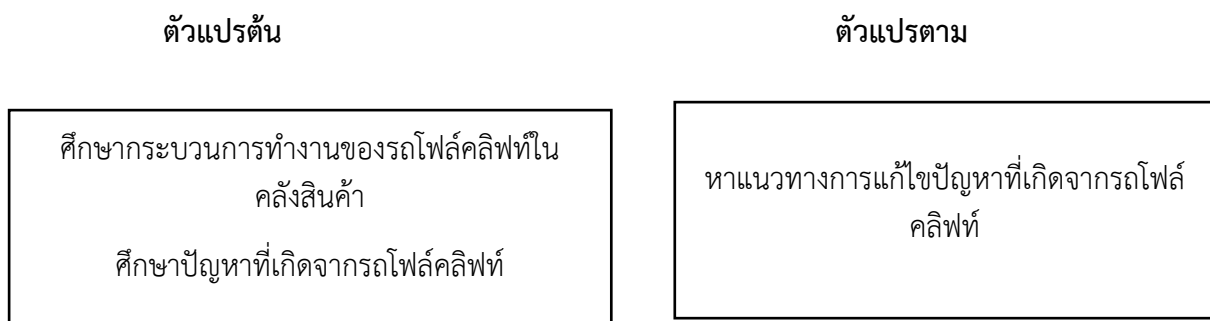 ตัวแปรต้น
ตัวแปรตาม
ศึกษากระบวนการทำงานของรถโฟล์คลิฟท์ใน
คลังสินค้า
ศึกษาปัญหาที่เกิดจากรถโฟล์คลิฟท์
หาแนวทางการแก้ไขปัญหาที่เกิดจากรถโฟล์
คลิฟท์